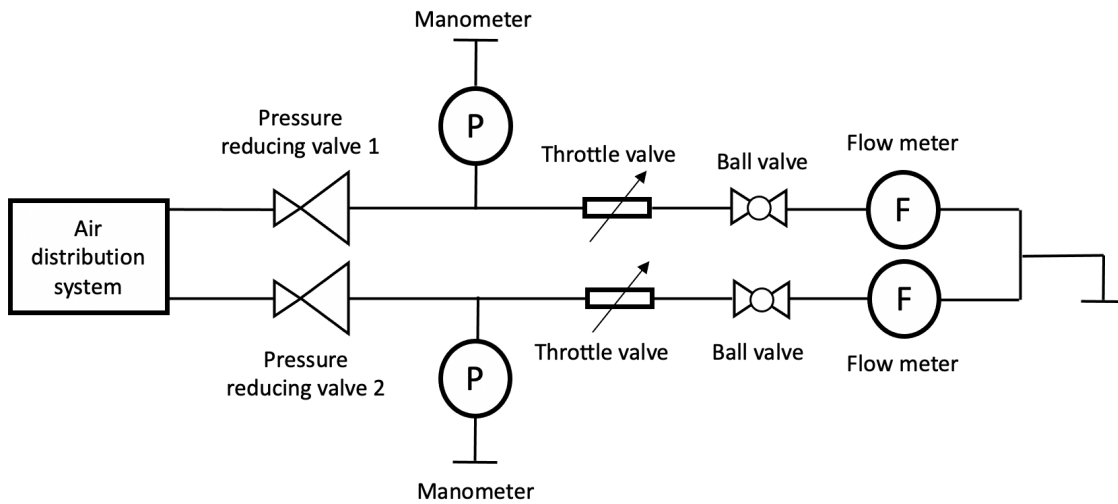 Manometer
P
Pressure
reducing valve 1
Throttle valve
Ball valve
Flow meter
F
Air
distribution
system
F
Pressure
reducing valve 2
P
Throttle valve
Ball valve
Flow meter
Manometer